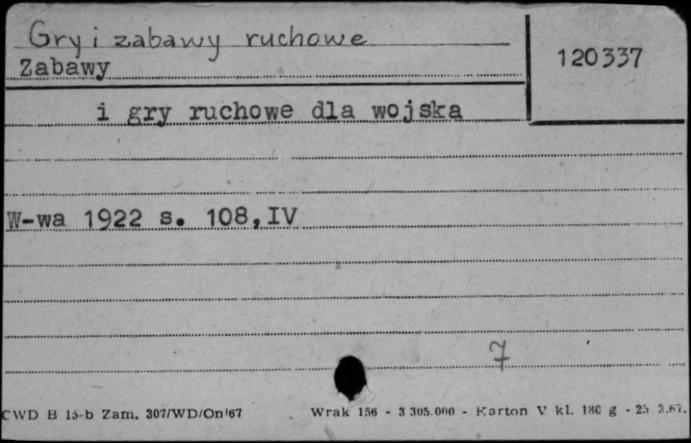 Gry i zabawy ruchowe
120337
Zabawy
i gry ruchowe dla wojska
W-wa 1922 s. 108,IV
7
CWD B 15-b Zam. 307/WD/On/67 Wrak 156 - 3 305.000 - Karton V kl. 180 g - 25 3.67.